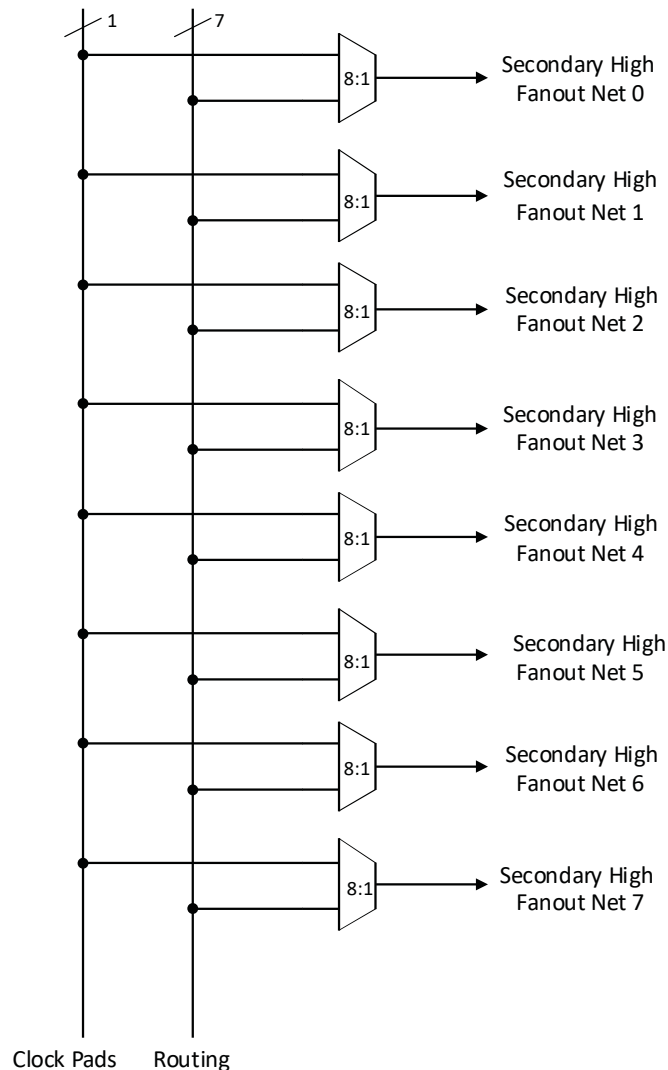 1
7
8:1
Secondary High
Fanout Net 0
8:1
Secondary High
Fanout Net 1
8:1
Secondary High
Fanout Net 2
8:1
Secondary High
Fanout Net 3
8:1
Secondary High
Fanout Net 4
8:1
Secondary High
Fanout Net 5
8:1
Secondary High
Fanout Net 6
8:1
Secondary High
Fanout Net 7
Clock Pads
Routing